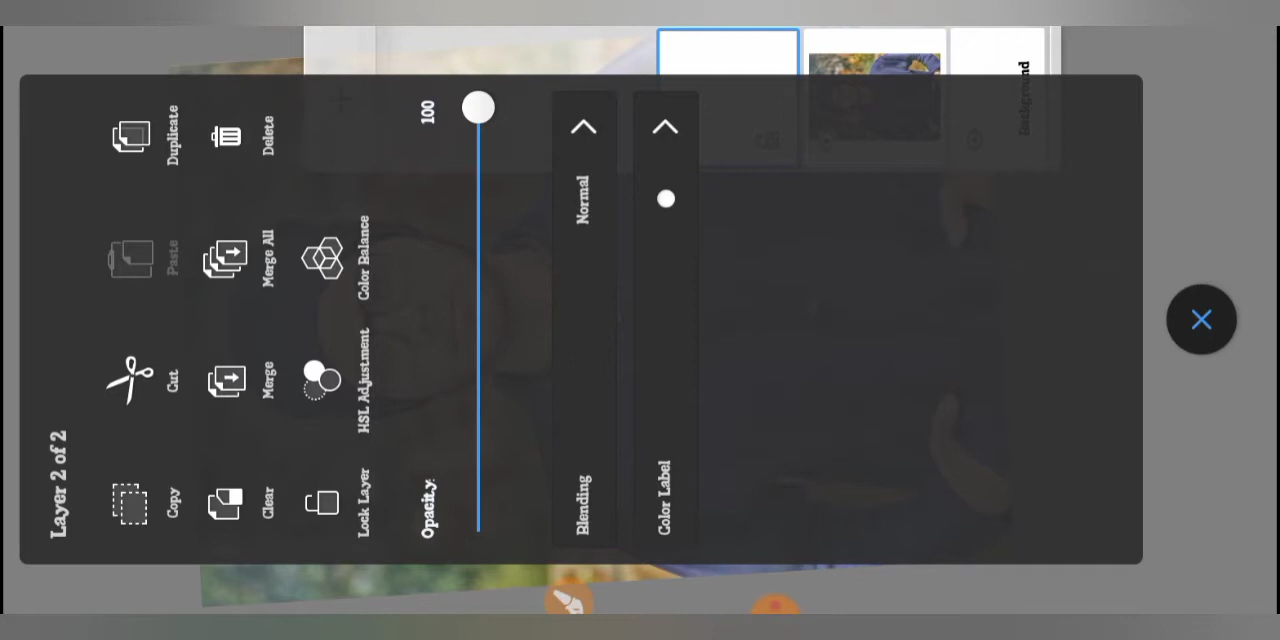 Layer 2 of 2
Copy
Cut
Paste
Duplicate
Clear
Merge
Merge All
Delete
Lock Layer
HSL Adjustment
Color Balance
Opacity 100
Blending Normal
Color Label
Background